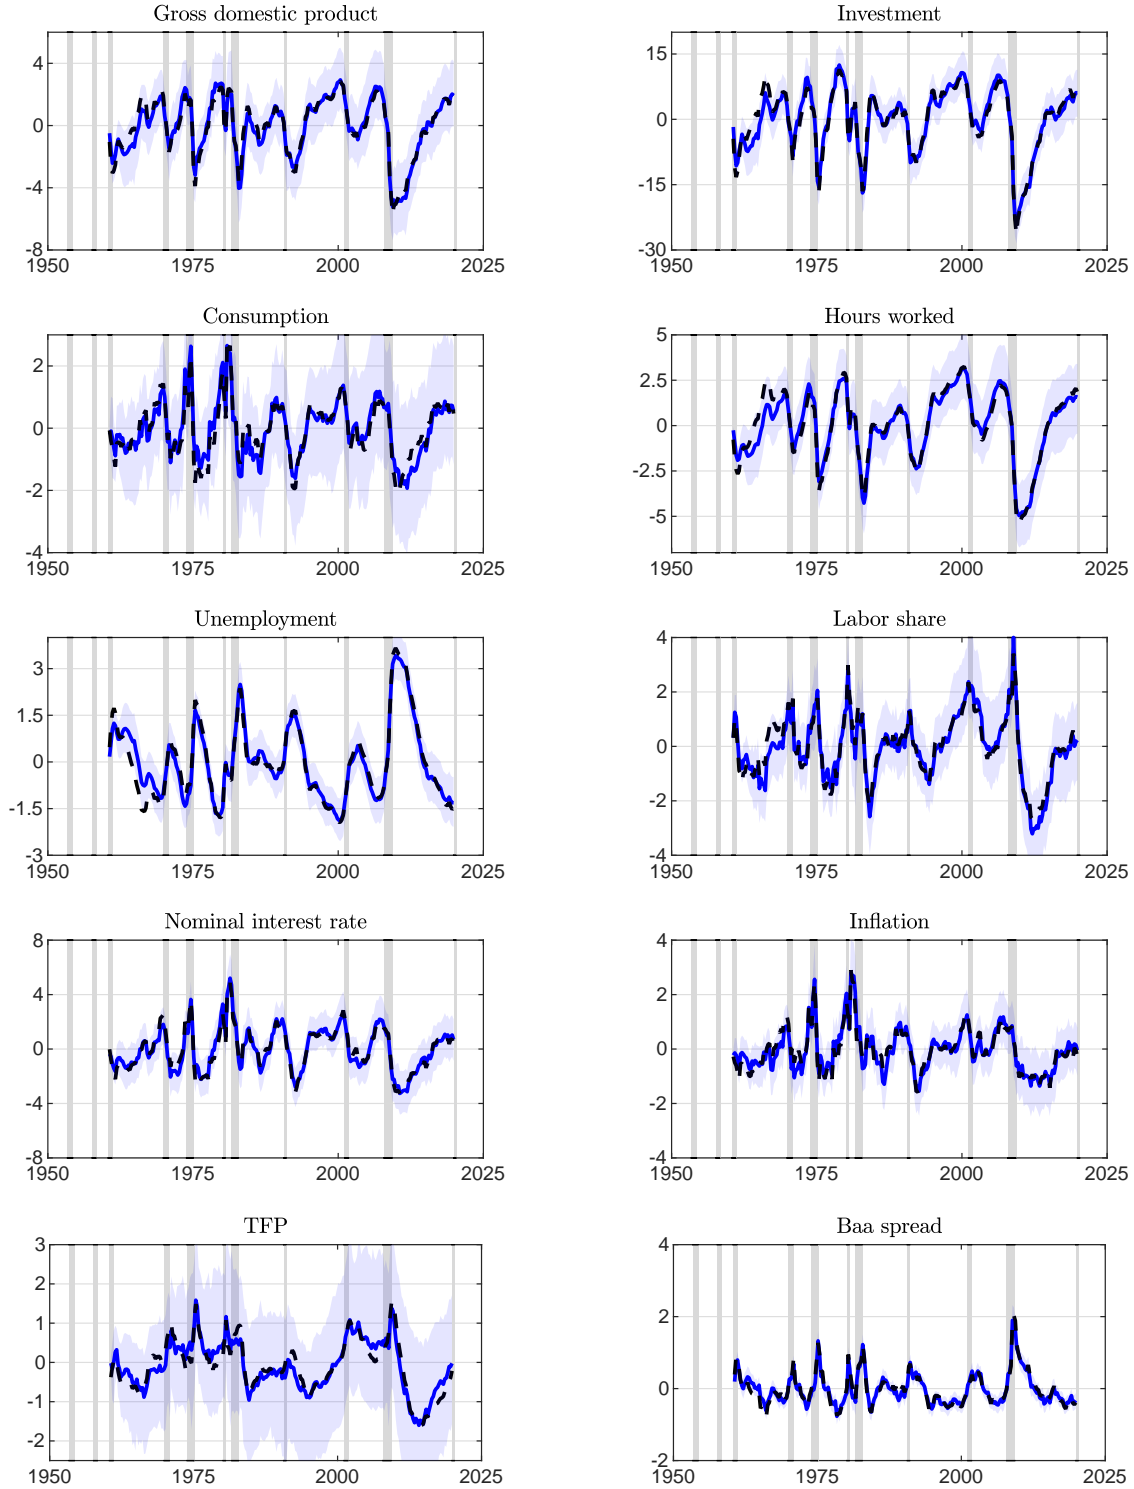 Gross domestic product
4
0
-4
-8
1950 1975 2000 2025
Investment
15
0
-15
-30
1950 1975 2000 2025
Consumption
2
0
-2
-4
1950 1975 2000 2025
Hours worked
5
2.5
0
-2.5
-5
1950 1975 2000 2025
Unemployment
3
1.5
0
-1.5
-3
1950 1975 2000 2025
Labor share
4
2
0
-2
-4
1950 1975 2000 2025
Nominal interest rate
8
4
0
-4
-8
1950 1975 2000 2025
Inflation
4
2
0
-2
-4
1950 1975 2000 2025
TFP
3
2
1
0
-1
-2
1950 1975 2000 2025
Baa spread
4
2
0
-2
1950 1975 2000 2025